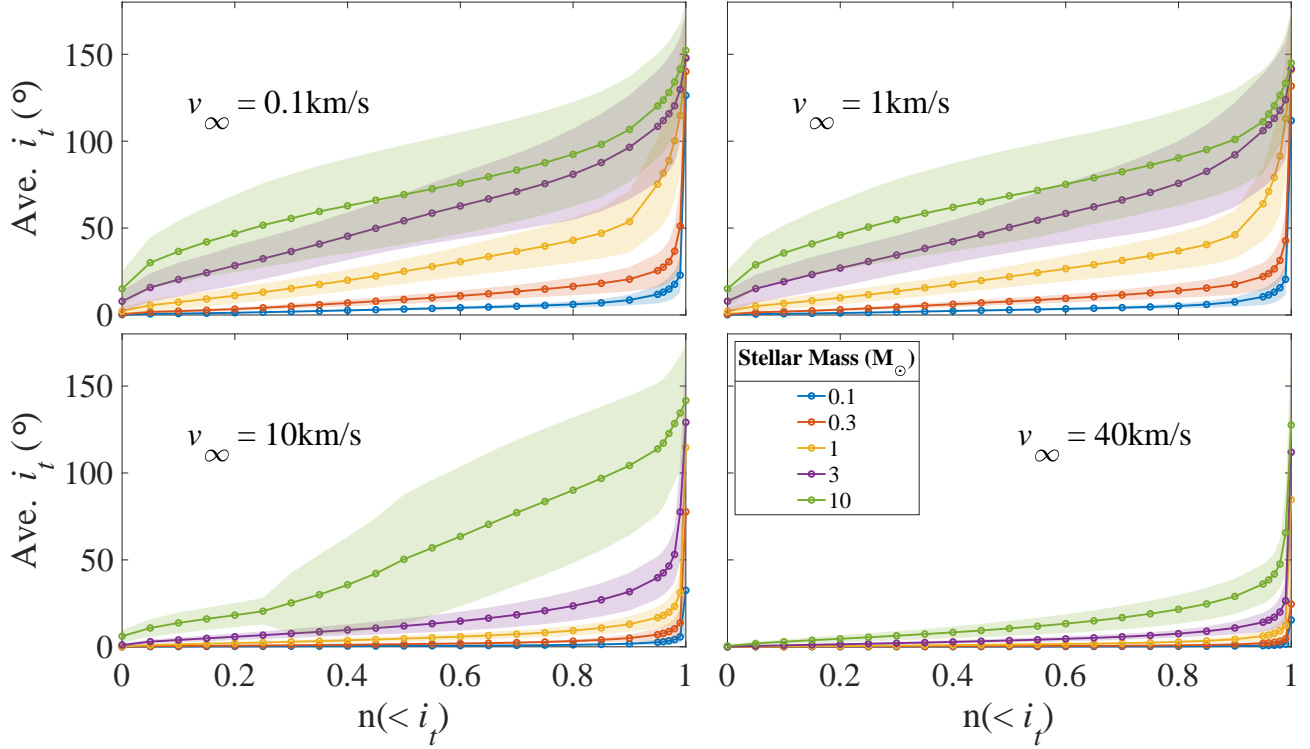 150
100
50
0
Ave. i_t (°)
v_∞ = 0.1km/s
v_∞ = 1km/s
150
100
50
0
Ave. i_t (°)
v_∞ = 10km/s
Stellar Mass (M_⊙)
0.1
0.3
1
3
10
v_∞ = 40km/s
0 0.2 0.4 0.6 0.8 1
0 0.2 0.4 0.6 0.8 1
n(< i_t)
n(< i_t)